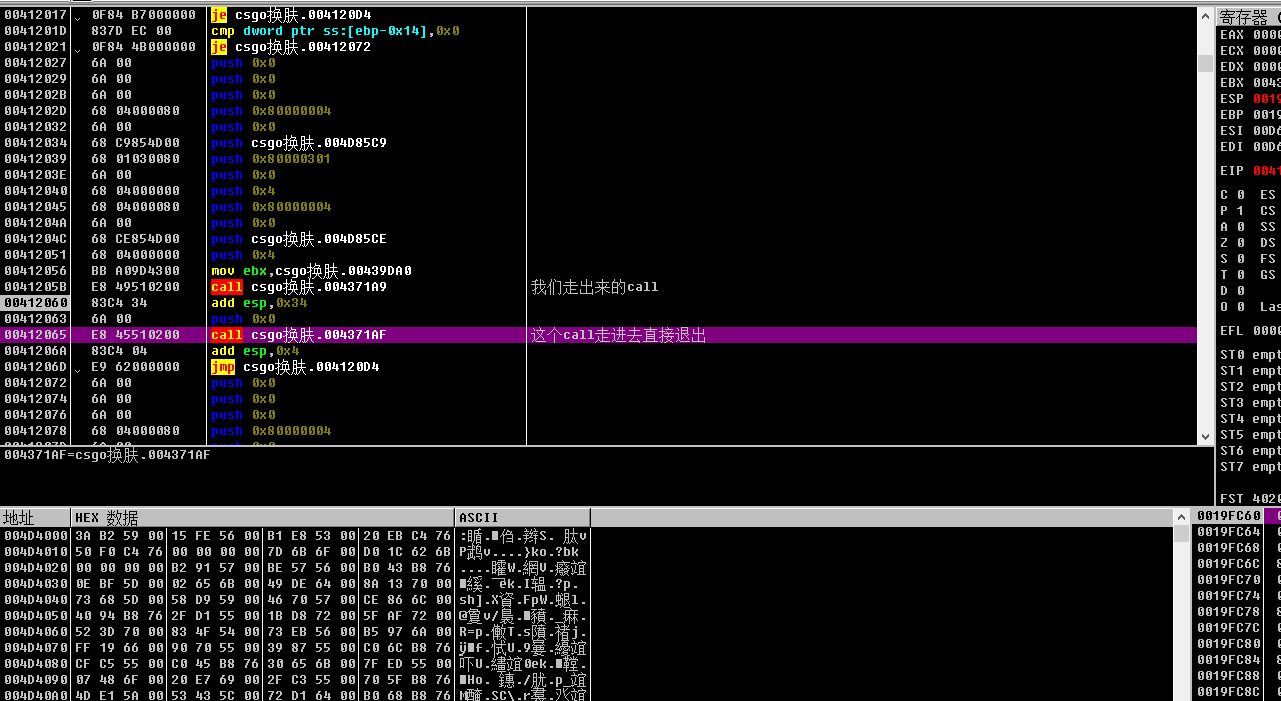 00412017 0F84 B7000000 je csgo换肤.004120D4
0041201D 837D EC 00 cmp dword ptr ss:[ebp-0x14],0x0
00412021 0F84 4B000000 je csgo换肤.00412072
00412027 6A 00 push 0x0
00412029 6A 00 push 0x0
0041202B 6A 00 push 0x0
0041202D 68 04000080 push 0x80000004
00412032 6A 00 push 0x0
00412034 68 C9854D00 push csgo换肤.004D85C9
00412039 68 01030080 push 0x80000301
0041203E 6A 00 push 0x0
00412040 68 04000000 push 0x4
00412045 68 04000080 push 0x80000004
0041204A 6A 00 push 0x0
0041204C 68 CE854D00 push csgo换肤.004D85CE
00412051 68 04000000 push 0x4
00412056 BB A09D4300 mov ebx,csgo换肤.00439DA0
0041205B E8 49510200 call csgo换肤.004371A9 我们走出来的call
00412060 83C4 34 add esp,0x34
00412063 6A 00 push 0x0
00412065 E8 45510200 call csgo换肤.004371AF 这个call走进去直接退出
0041206A 83C4 04 add esp,0x4
0041206D E9 62000000 jmp csgo换肤.004120D4
00412072 6A 00 push 0x0
00412074 6A 00 push 0x0
00412076 6A 00 push 0x0
00412078 68 04000080 push 0x80000004
004371AF=csgo换肤.004371AF
寄存器
EAX 0000
ECX 0000
EDX 0000
EBX 0043
ESP 0019
EBP 0019
ESI 00D6
EDI 00D6
EIP 0041
C 0 ES
P 1 CS
A 0 SS
Z 0 DS
S 0 FS
T 0 GS
D 0
O 0 Las
EFL 0000
ST0 empt
ST1 empt
ST2 empt
ST3 empt
ST4 empt
ST5 empt
ST6 empt
ST7 empt
FST 4020
地址 HEX 数据 ASCII
004D4000 3A B2 59 00 15 FE 56 00 B1 E8 53 00 20 EB C4 76
004D4010 50 F0 C4 76 00 00 00 00 7D 6B 6F 00 D0 1C 62 6B
004D4020 00 00 00 00 B2 91 57 00 BE 57 56 00 B0 43 B8 76
004D4030 0E BF 5D 00 02 65 6B 00 49 DE 64 00 8A 13 70 00
004D4040 73 68 5D 00 58 D9 59 00 46 70 57 00 CE 86 6C 00
004D4050 40 94 B8 76 2F D1 55 00 1B D8 72 00 5F AF 72 00
004D4060 52 3D 70 00 83 4F 54 00 73 EB 56 00 B5 97 6A 00
004D4070 FF 19 66 00 90 70 55 00 39 87 55 00 C0 6C B8 76
004D4080 CF C5 55 00 C0 45 B8 76 30 65 6B 00 7F ED 55 00
004D4090 07 48 6F 00 20 E7 69 00 2F C3 55 00 70 5F B8 76
004D40A0 4D E1 5A 00 53 43 5C 00 72 D1 64 00 B0 68 B8 76
0019FC60
0019FC64
0019FC68
0019FC6C
0019FC70
0019FC74
0019FC78
0019FC7C
0019FC80
0019FC84
0019FC88
0019FC8C